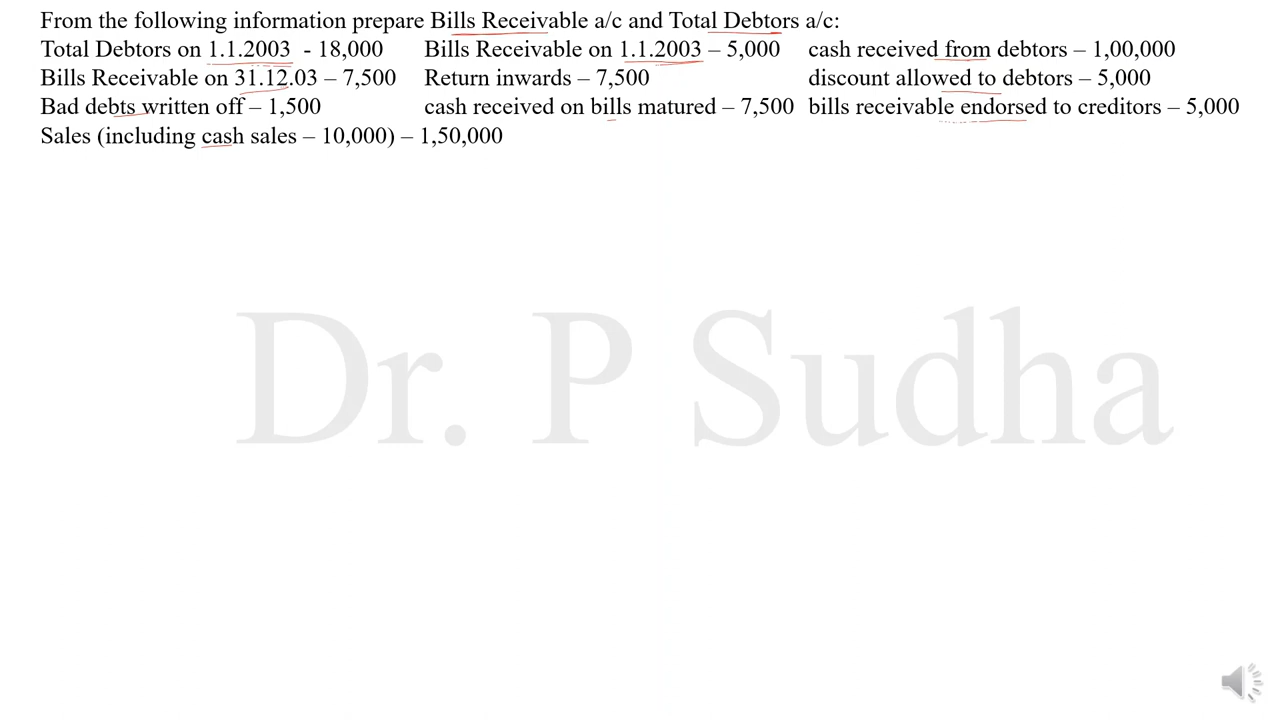 From the following information prepare Bills Receivable a/c and Total Debtors a/c:
Total Debtors on 1.1.2003 - 18,000 Bills Receivable on 1.1.2003 – 5,000 cash received from debtors – 1,00,000
Bills Receivable on 31.12.03 – 7,500 Return inwards – 7,500 discount allowed to debtors – 5,000
Bad debts written off – 1,500 cash received on bills matured – 7,500 bills receivable endorsed to creditors – 5,000
Sales (including cash sales – 10,000) – 1,50,000
Dr. P Sudha